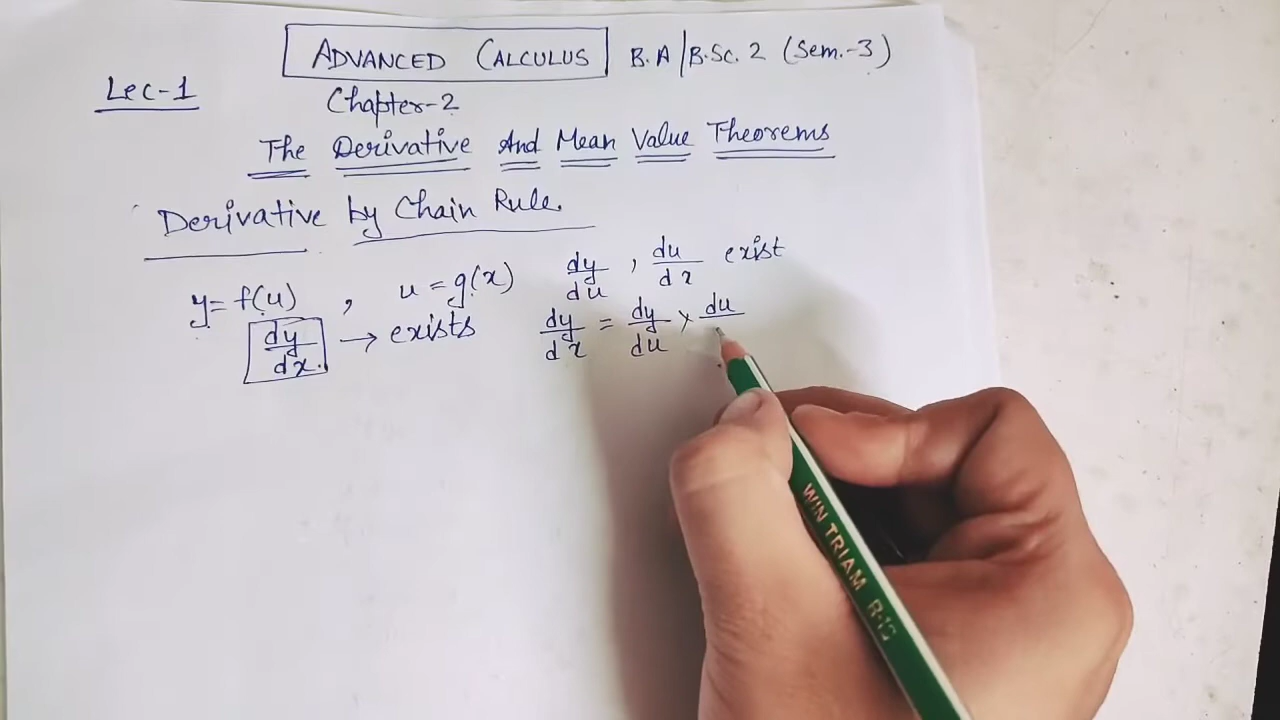 ADVANCED CALCULUS B.A/B.Sc. 2 (Sem.-3)
Lec-1
Chapter-2
The Derivative And Mean Value Theorems
Derivative by Chain Rule.
y = f(u) , u = g(x) dy/du , du/dx exist
dy/dx. → exists dy/dx = dy/du × du/
WIN TRIAM